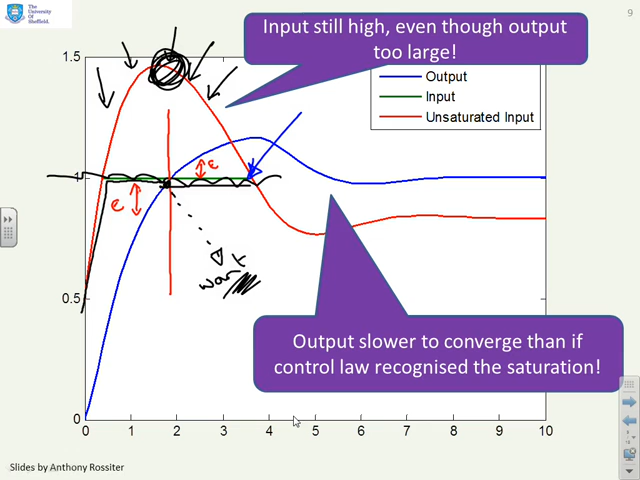 The
University
Of
Sheffield.
9
Input still high, even though output
too large!
Output
Input
Unsaturated Input
1.5
1
0.5
0
e
e
want
0
1
2
3
4
5
6
7
8
9
10
Output slower to converge than if
control law recognised the saturation!
Slides by Anthony Rossiter